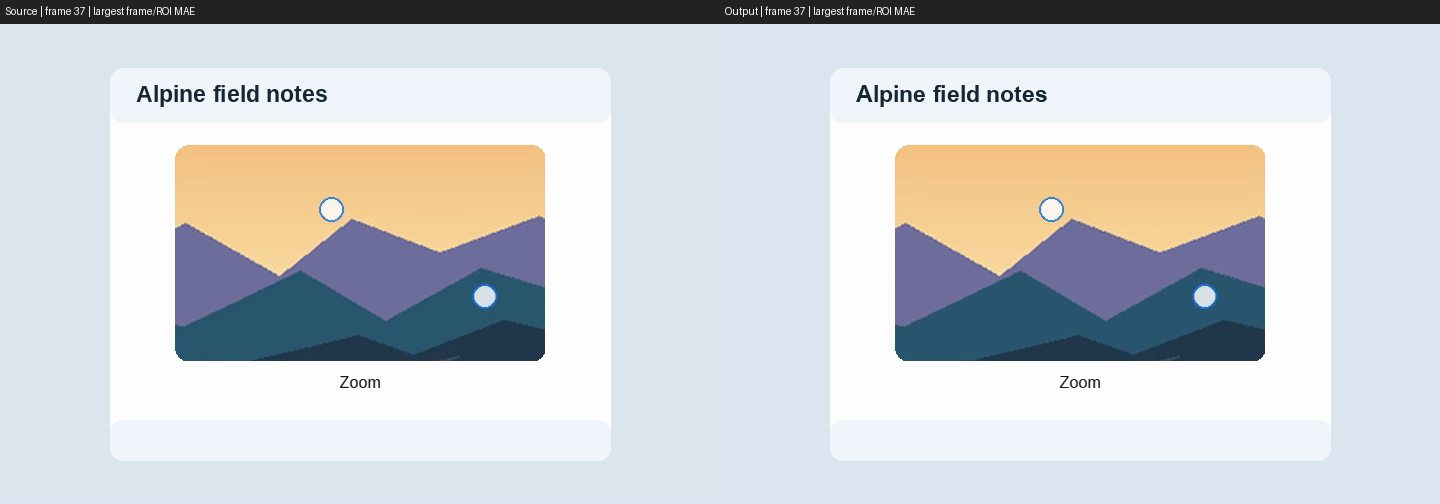 Source | frame 37 | largest frame/ROI MAE
Output | frame 37 | largest frame/ROI MAE
Alpine field notes
Alpine field notes
Zoom
Zoom